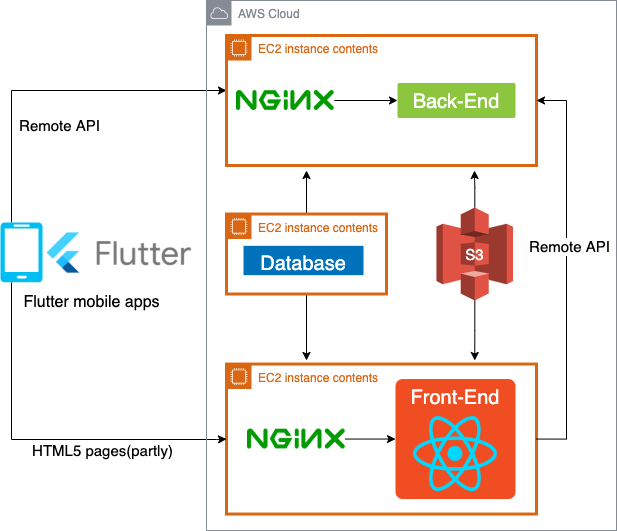 AWS Cloud
EC2 instance contents
NGINX
Back-End
Remote API
EC2 instance contents
Database
S3
Remote API
Flutter
Flutter mobile apps
EC2 instance contents
Front-End
NGINX
HTML5 pages(partly)